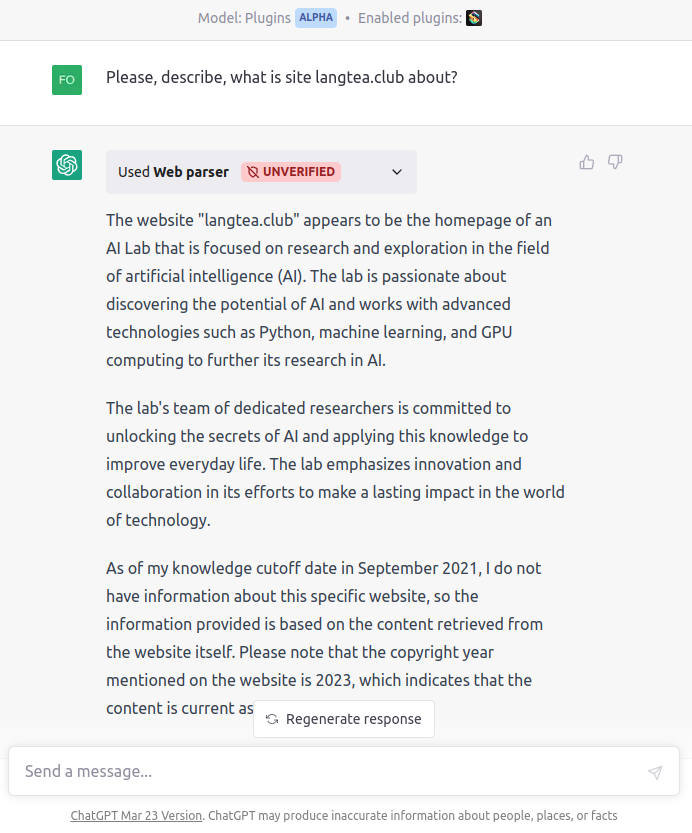 Model: Plugins ALPHA • Enabled plugins:
FO
Please, describe, what is site langtea.club about?
Used Web parser UNVERIFIED
The website "langtea.club" appears to be the homepage of an
AI Lab that is focused on research and exploration in the field
of artificial intelligence (AI). The lab is passionate about
discovering the potential of AI and works with advanced
technologies such as Python, machine learning, and GPU
computing to further its research in AI.
The lab's team of dedicated researchers is committed to
unlocking the secrets of AI and applying this knowledge to
improve everyday life. The lab emphasizes innovation and
collaboration in its efforts to make a lasting impact in the world
of technology.
As of my knowledge cutoff date in September 2021, I do not
have information about this specific website, so the
information provided is based on the content retrieved from
the website itself. Please note that the copyright year
mentioned on the website is 2023, which indicates that the
content is current as
Regenerate response
Send a message...
ChatGPT Mar 23 Version. ChatGPT may produce inaccurate information about people, places, or facts